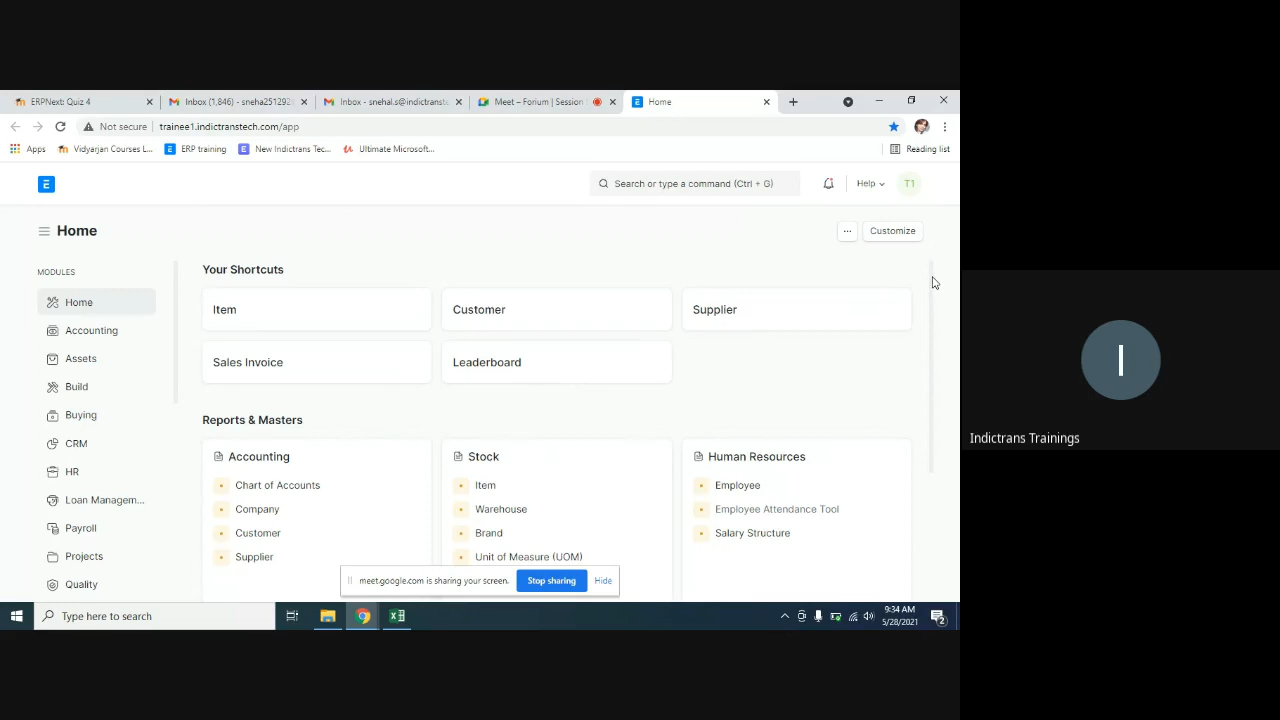 ERPNext: Quiz 4
Inbox (1,846) - sneha251292
Inbox - snehal.s@indictranst
Meet – Forium | Session
Home
Not secure
trainee1.indictranstech.com/app
Apps
Vidyarjan Courses L...
ERP training
New Indictrans Tec...
Ultimate Microsoft...
Reading list
E
Search or type a command (Ctrl + G)
Help
T1
Home
...
Customize
MODULES
Home
Accounting
Assets
Build
Buying
CRM
HR
Loan Managem...
Payroll
Projects
Quality
Your Shortcuts
Item
Customer
Supplier
Sales Invoice
Leaderboard
Reports & Masters
Accounting
Chart of Accounts
Company
Customer
Supplier
Stock
Item
Warehouse
Brand
Unit of Measure (UOM)
Human Resources
Employee
Employee Attendance Tool
Salary Structure
meet.google.com is sharing your screen.
Stop sharing
Hide
Type here to search
9:34 AM
5/28/2021
2
I
Indictrans Trainings